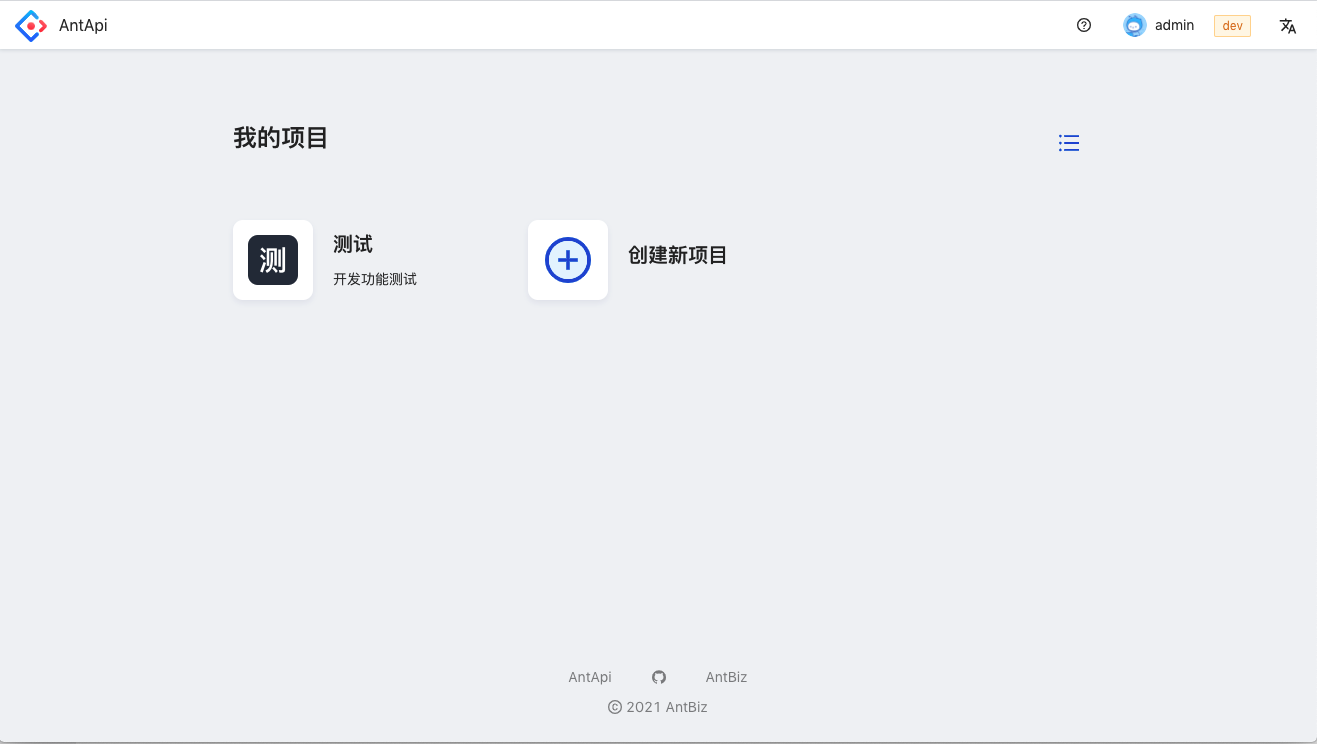 AntApi
admin
dev
我的项目
测
测试
开发功能测试
创建新项目
AntApi
AntBiz
© 2021 AntBiz